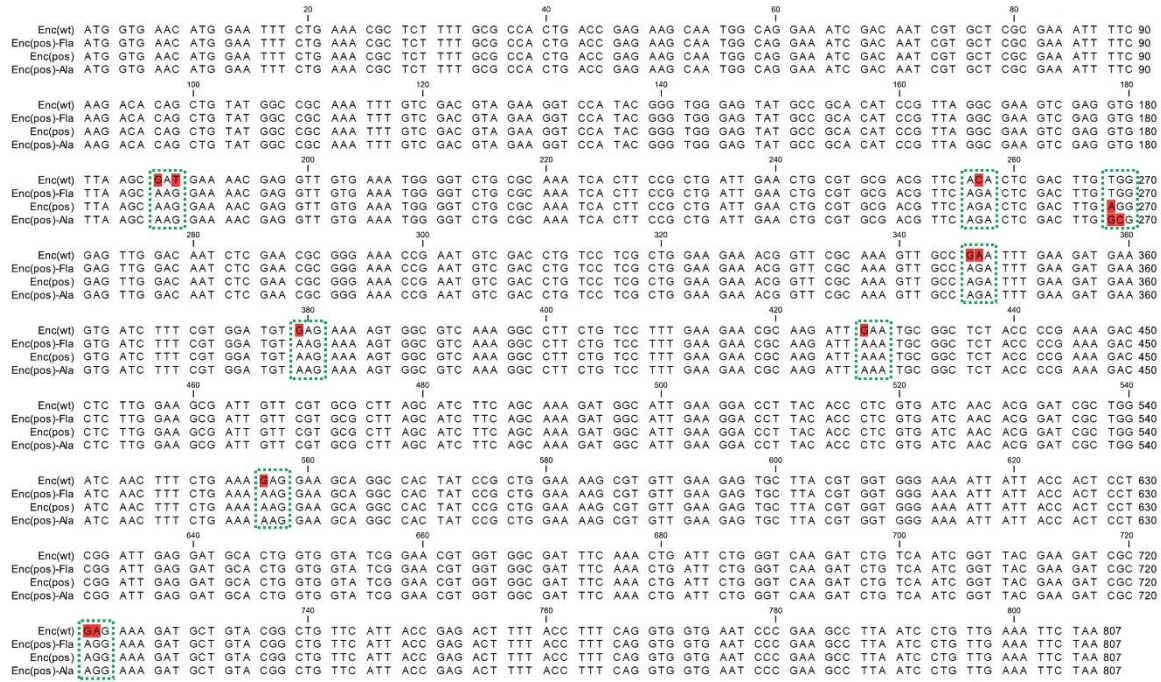 20 40 60 80
Enc(wt) ATG GTG AAC ATG GAA TTT CTG AAA CGC TCT TTT GCG CCA CTG ACC GAG AAG CAA TGG CAG GAA ATC GAC AAT CGT GCT CGC GAA ATT TTC 90
Enc(pos)-Fla ATG GTG AAC ATG GAA TTT CTG AAA CGC TCT TTT GCG CCA CTG ACC GAG AAG CAA TGG CAG GAA ATC GAC AAT CGT GCT CGC GAA ATT TTC 90
Enc(pos) ATG GTG AAC ATG GAA TTT CTG AAA CGC TCT TTT GCG CCA CTG ACC GAG AAG CAA TGG CAG GAA ATC GAC AAT CGT GCT CGC GAA ATT TTC 90
Enc(pos)-Ala ATG GTG AAC ATG GAA TTT CTG AAA CGC TCT TTT GCG CCA CTG ACC GAG AAG CAA TGG CAG GAA ATC GAC AAT CGT GCT CGC GAA ATT TTC 90
100 120 140 160 180
Enc(wt) AAG ACA CAG CTG TAT GGC CGC AAA TTT GTC GAC GTA GAA GGT CCA TAC GGG TGG GAG TAT GCC GCA CAT CCG TTA GGC GAA GTC GAG GTG 180
Enc(pos)-Fla AAG ACA CAG CTG TAT GGC CGC AAA TTT GTC GAC GTA GAA GGT CCA TAC GGG TGG GAG TAT GCC GCA CAT CCG TTA GGC GAA GTC GAG GTG 180
Enc(pos) AAG ACA CAG CTG TAT GGC CGC AAA TTT GTC GAC GTA GAA GGT CCA TAC GGG TGG GAG TAT GCC GCA CAT CCG TTA GGC GAA GTC GAG GTG 180
Enc(pos)-Ala AAG ACA CAG CTG TAT GGC CGC AAA TTT GTC GAC GTA GAA GGT CCA TAC GGG TGG GAG TAT GCC GCA CAT CCG TTA GGC GAA GTC GAG GTG 180
200 220 240 260
Enc(wt) TTA AGC GAT GAA AAC GAG GTT GTG AAA TGG GGT CTG CGC AAA TCA CTT CCG CTG ATT GAA CTG CGT GCG ACG TTC ACA CTC GAC TTG TGG 270
Enc(pos)-Fla TTA AGC AAG GAA AAC GAG GTT GTG AAA TGG GGT CTG CGC AAA TCA CTT CCG CTG ATT GAA CTG CGT GCG ACG TTC AGA CTC GAC TTG TGG 270
Enc(pos) TTA AGC AAG GAA AAC GAG GTT GTG AAA TGG GGT CTG CGC AAA TCA CTT CCG CTG ATT GAA CTG CGT GCG ACG TTC AGA CTC GAC TTG AGG 270
Enc(pos)-Ala TTA AGC AAG GAA AAC GAG GTT GTG AAA TGG GGT CTG CGC AAA TCA CTT CCG CTG ATT GAA CTG CGT GCG ACG TTC AGA CTC GAC TTG GCG 270
280 300 320 340 360
Enc(wt) GAG TTG GAC AAT CTC GAA CGC GGG AAA CCG AAT GTC GAC CTG TCC TCG CTG GAA GAA ACG GTT CGC AAA GTT GCC GAA TTT GAA GAT GAA 360
Enc(pos)-Fla GAG TTG GAC AAT CTC GAA CGC GGG AAA CCG AAT GTC GAC CTG TCC TCG CTG GAA GAA ACG GTT CGC AAA GTT GCC AGA TTT GAA GAT GAA 360
Enc(pos) GAG TTG GAC AAT CTC GAA CGC GGG AAA CCG AAT GTC GAC CTG TCC TCG CTG GAA GAA ACG GTT CGC AAA GTT GCC AGA TTT GAA GAT GAA 360
Enc(pos)-Ala GAG TTG GAC AAT CTC GAA CGC GGG AAA CCG AAT GTC GAC CTG TCC TCG CTG GAA GAA ACG GTT CGC AAA GTT GCC AGA TTT GAA GAT GAA 360
380 400 420 440
Enc(wt) GTG ATC TTT CGT GGA TGT GAG AAA AGT GGC GTC AAA GGC CTT CTG TCC TTT GAA GAA CGC AAG ATT GAA TGC GGC TCT ACC CCG AAA GAC 450
Enc(pos)-Fla GTG ATC TTT CGT GGA TGT AAG AAA AGT GGC GTC AAA GGC CTT CTG TCC TTT GAA GAA CGC AAG ATT AAA TGC GGC TCT ACC CCG AAA GAC 450
Enc(pos) GTG ATC TTT CGT GGA TGT AAG AAA AGT GGC GTC AAA GGC CTT CTG TCC TTT GAA GAA CGC AAG ATT AAA TGC GGC TCT ACC CCG AAA GAC 450
Enc(pos)-Ala GTG ATC TTT CGT GGA TGT AAG AAA AGT GGC GTC AAA GGC CTT CTG TCC TTT GAA GAA CGC AAG ATT AAA TGC GGC TCT ACC CCG AAA GAC 450
460 480 500 520 540
Enc(wt) CTC TTG GAA GCG ATT GTT CGT GCG CTT AGC ATC TTC AGC AAA GAT GGC ATT GAA GGA CCT TAC ACC CTC GTG ATC AAC ACG GAT CGC TGG 540
Enc(pos)-Fla CTC TTG GAA GCG ATT GTT CGT GCG CTT AGC ATC TTC AGC AAA GAT GGC ATT GAA GGA CCT TAC ACC CTC GTG ATC AAC ACG GAT CGC TGG 540
Enc(pos) CTC TTG GAA GCG ATT GTT CGT GCG CTT AGC ATC TTC AGC AAA GAT GGC ATT GAA GGA CCT TAC ACC CTC GTG ATC AAC ACG GAT CGC TGG 540
Enc(pos)-Ala CTC TTG GAA GCG ATT GTT CGT GCG CTT AGC ATC TTC AGC AAA GAT GGC ATT GAA GGA CCT TAC ACC CTC GTG ATC AAC ACG GAT CGC TGG 540
560 580 600 620
Enc(wt) ATC AAC TTT CTG AAA GAG GAA GCA GGC CAC TAT CCG CTG GAA AAG CGT GTT GAA GAG TGC TTA CGT GGT GGG AAA ATT ATT ACC ACT CCT 630
Enc(pos)-Fla ATC AAC TTT CTG AAA AAG GAA GCA GGC CAC TAT CCG CTG GAA AAG CGT GTT GAA GAG TGC TTA CGT GGT GGG AAA ATT ATT ACC ACT CCT 630
Enc(pos) ATC AAC TTT CTG AAA AAG GAA GCA GGC CAC TAT CCG CTG GAA AAG CGT GTT GAA GAG TGC TTA CGT GGT GGG AAA ATT ATT ACC ACT CCT 630
Enc(pos)-Ala ATC AAC TTT CTG AAA AAG GAA GCA GGC CAC TAT CCG CTG GAA AAG CGT GTT GAA GAG TGC TTA CGT GGT GGG AAA ATT ATT ACC ACT CCT 630
640 660 680 700 720
Enc(wt) CGG ATT GAG GAT GCA CTG GTG GTA TCG GAA CGT GGT GGC GAT TTC AAA CTG ATT CTG GGT CAA GAT CTG TCA ATC GGT TAC GAA GAT CGC 720
Enc(pos)-Fla CGG ATT GAG GAT GCA CTG GTG GTA TCG GAA CGT GGT GGC GAT TTC AAA CTG ATT CTG GGT CAA GAT CTG TCA ATC GGT TAC GAA GAT CGC 720
Enc(pos) CGG ATT GAG GAT GCA CTG GTG GTA TCG GAA CGT GGT GGC GAT TTC AAA CTG ATT CTG GGT CAA GAT CTG TCA ATC GGT TAC GAA GAT CGC 720
Enc(pos)-Ala CGG ATT GAG GAT GCA CTG GTG GTA TCG GAA CGT GGT GGC GAT TTC AAA CTG ATT CTG GGT CAA GAT CTG TCA ATC GGT TAC GAA GAT CGC 720
740 760 780 800
Enc(wt) GAG AAA GAT GCT GTA CGG CTG TTC ATT ACC GAG ACT TTT ACC TTT CAG GTG GTG AAT CCC GAA GCC TTA ATC CTG TTG AAA TTC TAA 807
Enc(pos)-Fla AGG AAA GAT GCT GTA CGG CTG TTC ATT ACC GAG ACT TTT ACC TTT CAG GTG GTG AAT CCC GAA GCC TTA ATC CTG TTG AAA TTC TAA 807
Enc(pos) AGG AAA GAT GCT GTA CGG CTG TTC ATT ACC GAG ACT TTT ACC TTT CAG GTG GTG AAT CCC GAA GCC TTA ATC CTG TTG AAA TTC TAA 807
Enc(pos)-Ala AGG AAA GAT GCT GTA CGG CTG TTC ATT ACC GAG ACT TTT ACC TTT CAG GTG GTG AAT CCC GAA GCC TTA ATC CTG TTG AAA TTC TAA 807